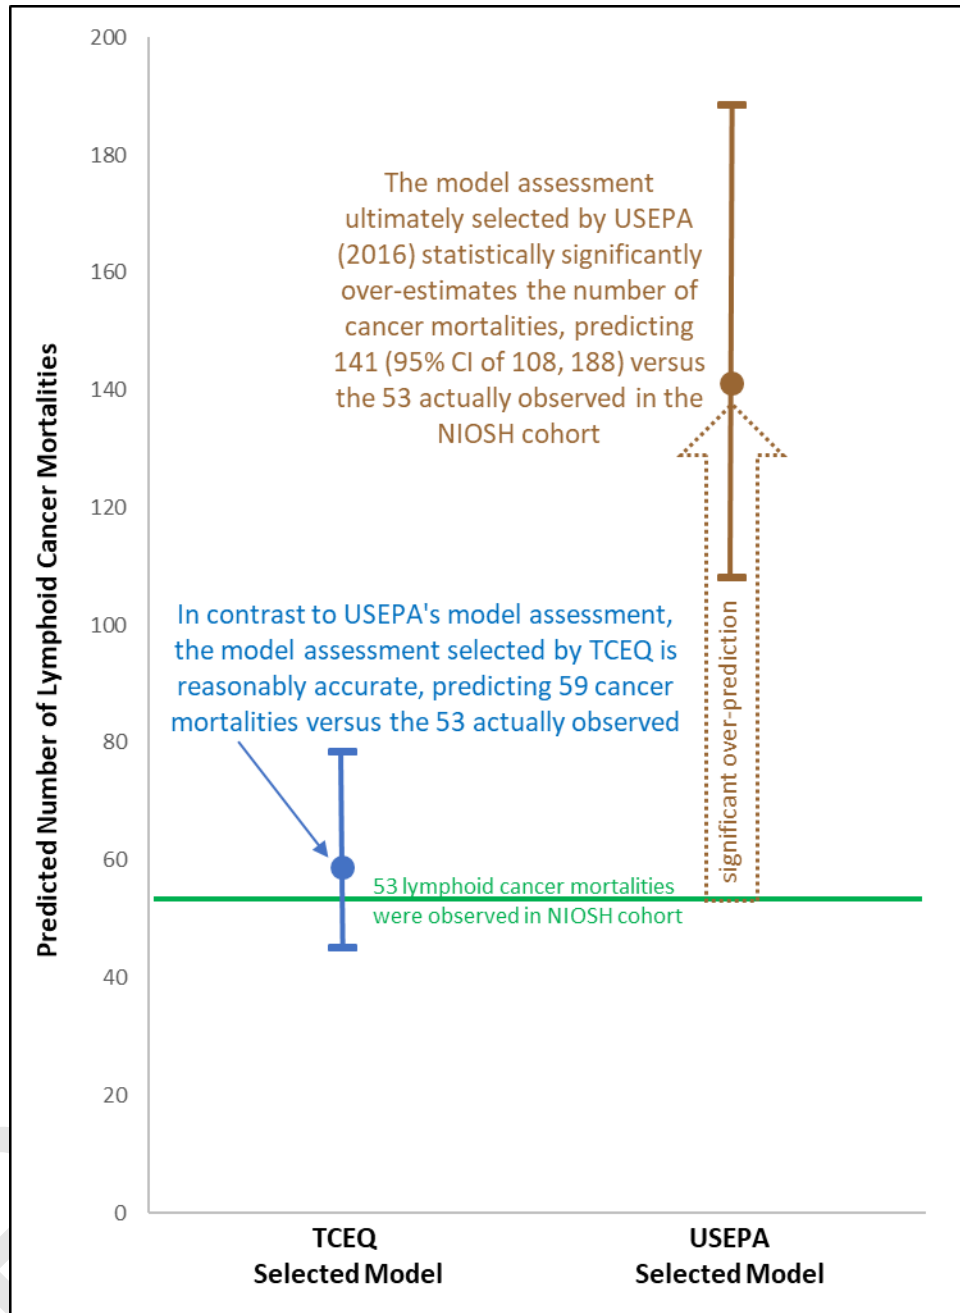 200
180
160
140
120
100
80
60
40
20
0
Predicted Number of Lymphoid Cancer Mortalities
The model assessment
ultimately selected by USEPA
(2016) statistically significantly
over-estimates the number of
cancer mortalities, predicting
141 (95% CI of 108, 188) versus
the 53 actually observed in the
NIOSH cohort
In contrast to USEPA's model assessment,
the model assessment selected by TCEQ is
reasonably accurate, predicting 59 cancer
mortalities versus the 53 actually observed
significant over-prediction
53 lymphoid cancer mortalities
were observed in NIOSH cohort
TCEQ
Selected Model
USEPA
Selected Model